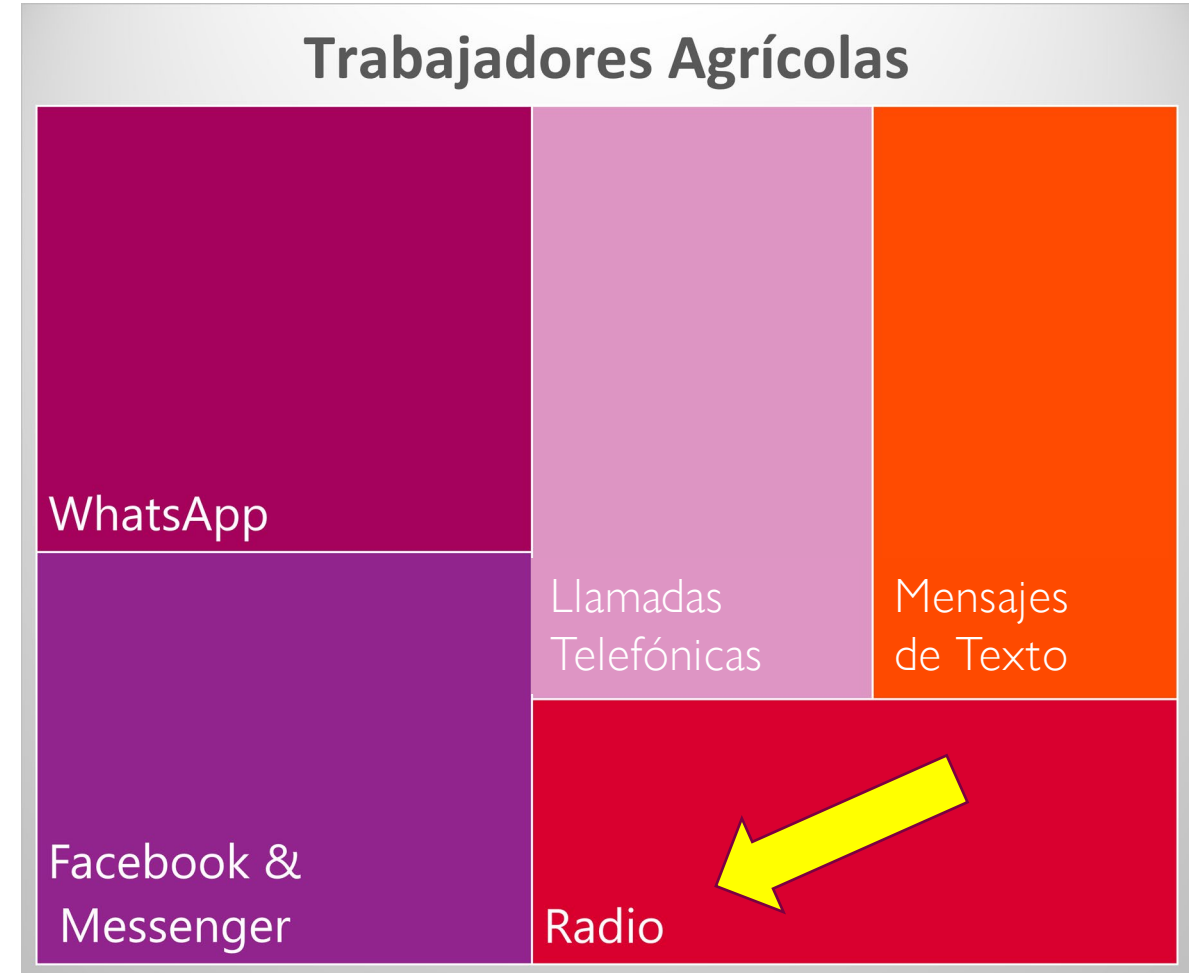 Trabajadores Agrícolas
WhatsApp
Llamadas
Telefónicas
Mensajes
de Texto
Facebook &
Messenger
Radio